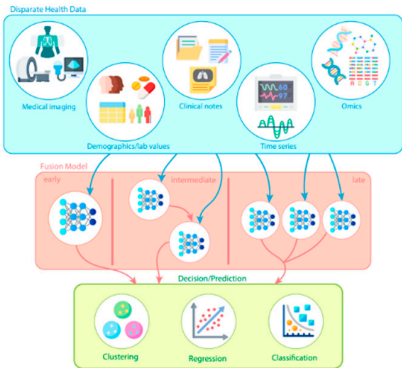 Disparate Health Data
Medical imaging
Clinical notes
Omics
Demographics/lab values
Time series
Fusion Model
early
intermediate
late
Decision/Prediction
Clustering
Regression
Classification